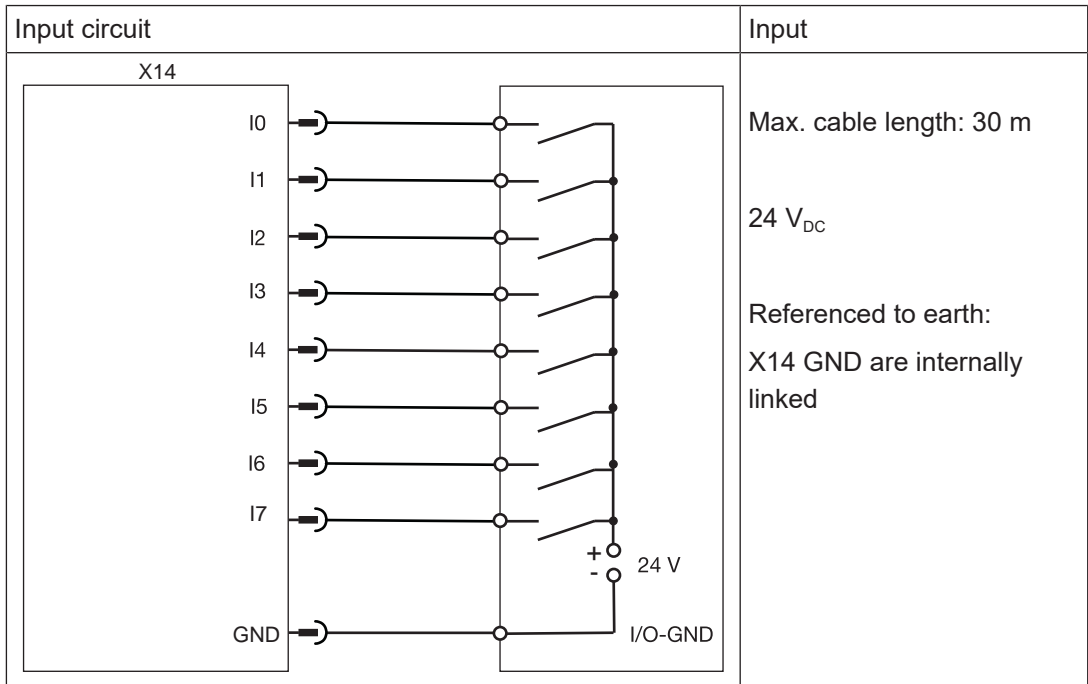 Input circuit
Input
X14
I0
I1
I2
I3
I4
I5
I6
I7
+
-
24 V
GND
I/O-GND
Max. cable length: 30 m
24 VDC
Referenced to earth:
X14 GND are internally
linked